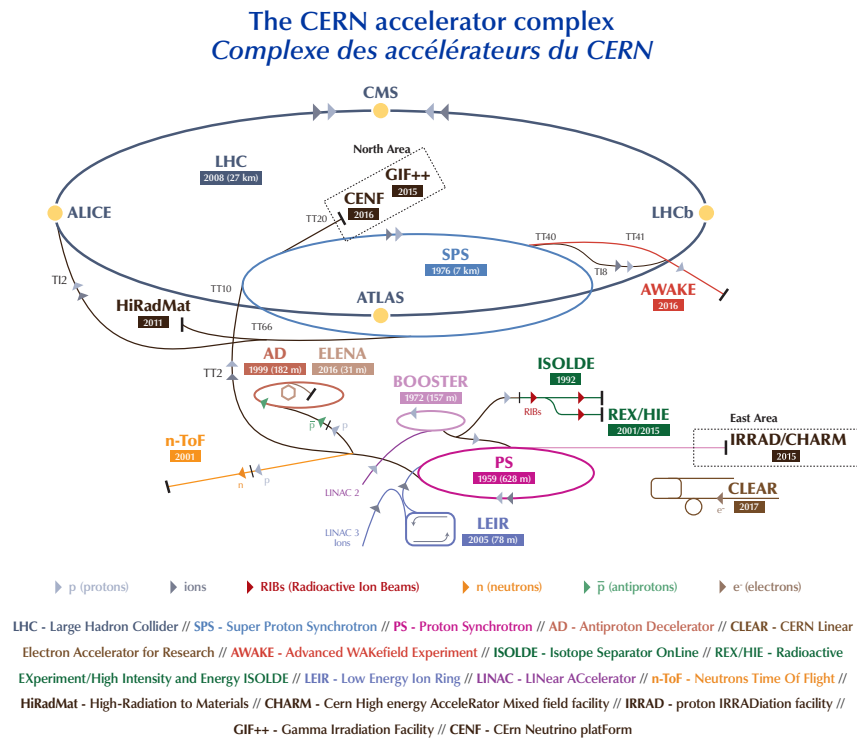 The CERN accelerator complex
Complexe des accélérateurs du CERN
CMS
North Area
LHC
2008 (27 km)
GIF++
2015
CENF
2016
ALICE
LHCb
TT20
TT40
TT41
SPS
1976 (7 km)
TI8
TI2
TT10
AWAKE
2016
ATLAS
HiRadMat
2011
TT66
AD
1999 (182 m)
ELENA
2016 (31 m)
TT2
ISOLDE
1992
BOOSTER
1972 (157 m)
RIBs
REX/HIE
2001/2015
p̅
p
East Area
n-ToF
2001
IRRAD/CHARM
2015
PS
1959 (628 m)
n
p
LINAC 2
CLEAR
2017
e-
LEIR
2005 (78 m)
LINAC 3
Ions
p (protons)
ions
RIBs (Radioactive Ion Beams)
n (neutrons)
p̅ (antiprotons)
e- (electrons)
LHC - Large Hadron Collider // SPS - Super Proton Synchrotron // PS - Proton Synchrotron // AD - Antiproton Decelerator // CLEAR - CERN Linear
Electron Accelerator for Research // AWAKE - Advanced WAKefield Experiment // ISOLDE - Isotope Separator OnLine // REX/HIE - Radioactive
EXperiment/High Intensity and Energy ISOLDE // LEIR - Low Energy Ion Ring // LINAC - LINear ACcelerator // n-ToF - Neutrons Time Of Flight //
HiRadMat - High-Radiation to Materials // CHARM - Cern High energy AcceleRator Mixed field facility // IRRAD - proton IRRADiation facility //
GIF++ - Gamma Irradiation Facility // CENF - CErn Neutrino platForm